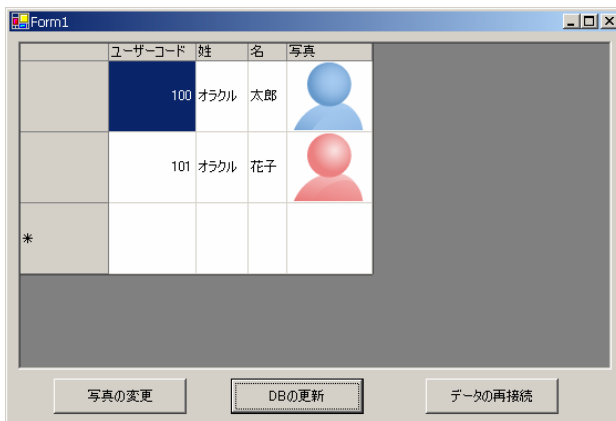 Form1
ユーザーコード 姓 名 写真
100 オラクル 太郎
101 オラクル 花子
*
写真の変更 DBの更新 データの再接続